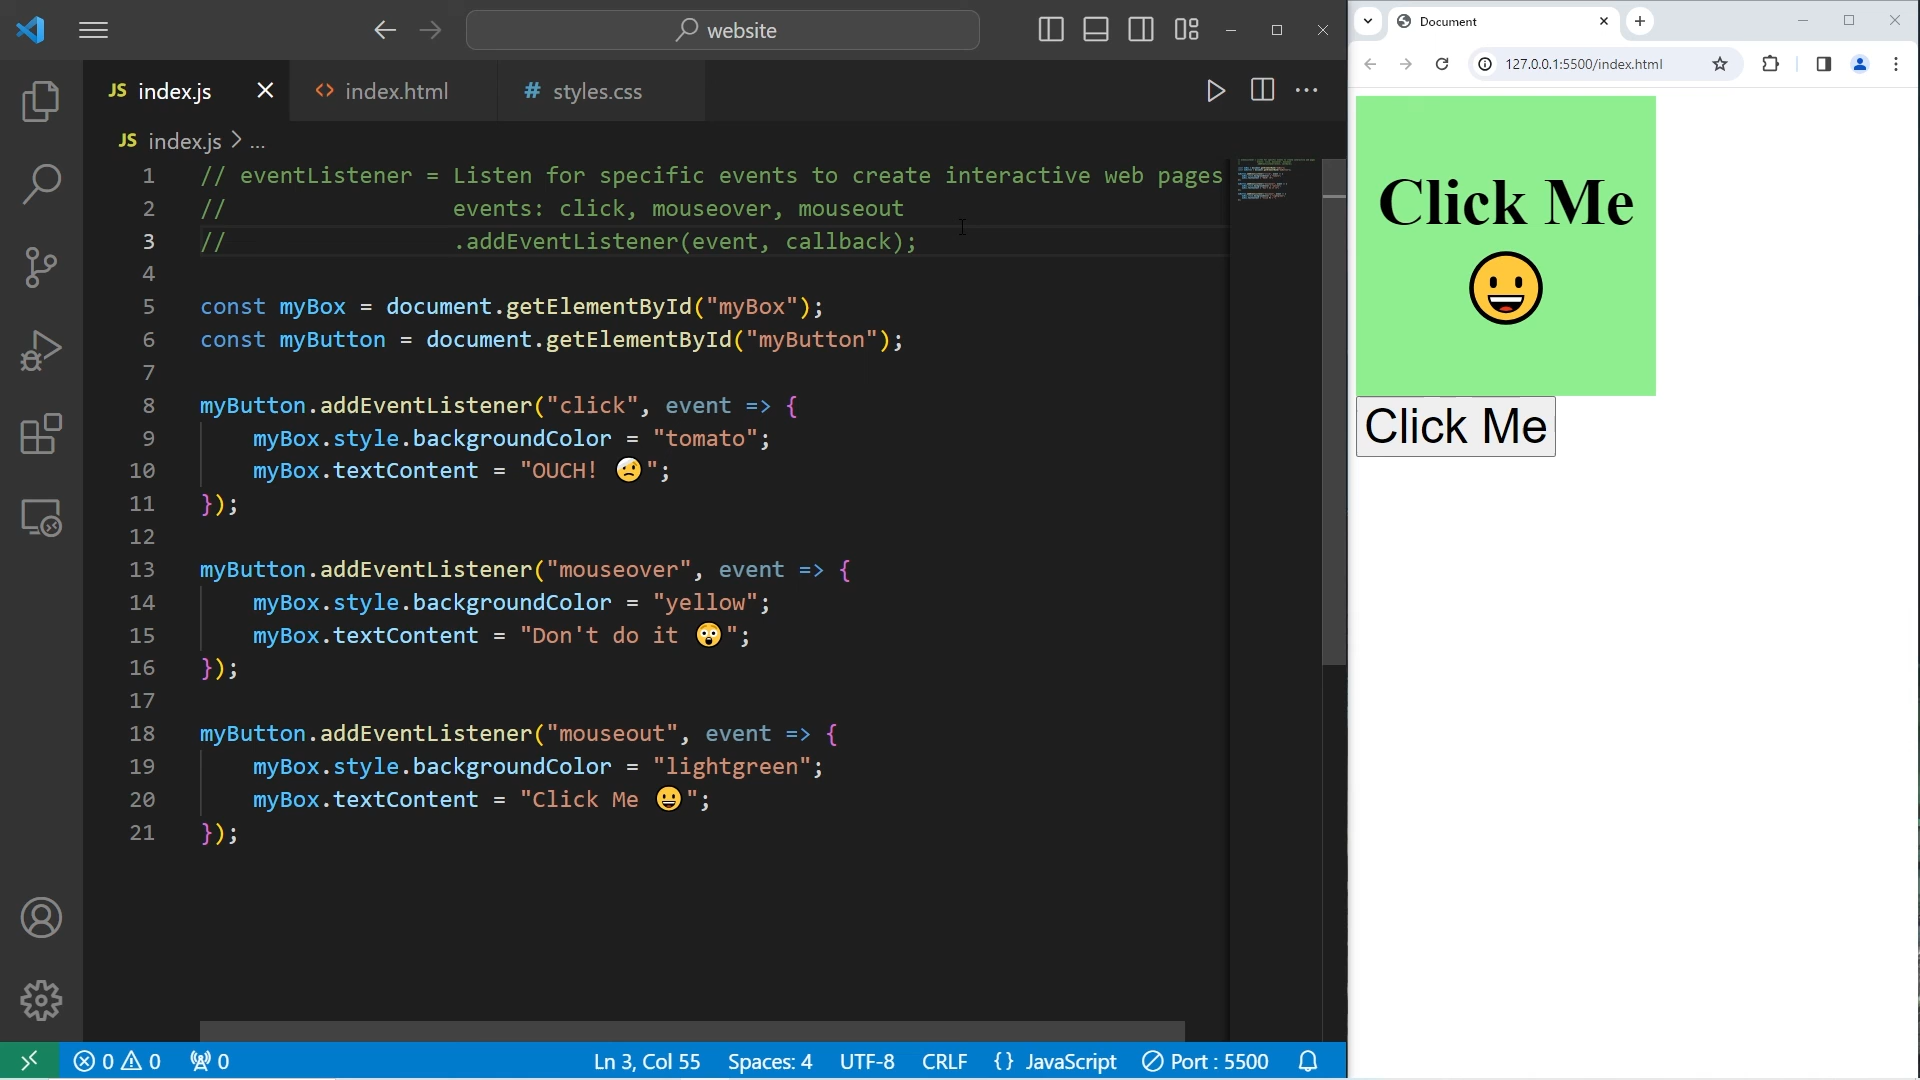 website
JS index.js
<> index.html
# styles.css
JS index.js > ...
1 // eventListener = Listen for specific events to create interactive web pages
2 //                 events: click, mouseover, mouseout
3 //                 .addEventListener(event, callback);
4
5 const myBox = document.getElementById("myBox");
6 const myButton = document.getElementById("myButton");
7
8 myButton.addEventListener("click", event => {
9     myBox.style.backgroundColor = "tomato";
10     myBox.textContent = "OUCH! 🤕";
11 });
12
13 myButton.addEventListener("mouseover", event => {
14     myBox.style.backgroundColor = "yellow";
15     myBox.textContent = "Don't do it 😲";
16 });
17
18 myButton.addEventListener("mouseout", event => {
19     myBox.style.backgroundColor = "lightgreen";
20     myBox.textContent = "Click Me 😀";
21 });
0 0 0
Ln 3, Col 55
Spaces: 4
UTF-8
CRLF
{} JavaScript
Port : 5500
Document
127.0.0.1:5500/index.html
Click Me
😀
Click Me